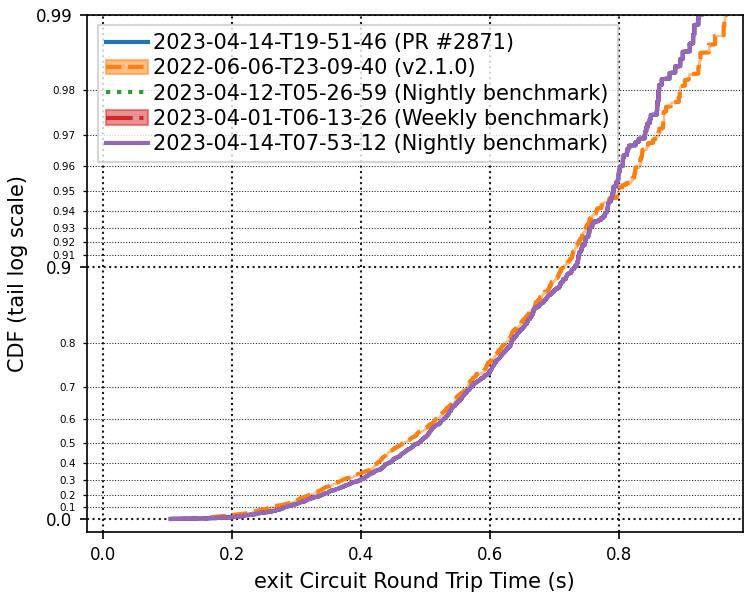 0.99
2023-04-14-T19-51-46 (PR #2871)
2022-06-06-T23-09-40 (v2.1.0)
2023-04-12-T05-26-59 (Nightly benchmark)
2023-04-01-T06-13-26 (Weekly benchmark)
2023-04-14-T07-53-12 (Nightly benchmark)
0.98
0.97
0.96
0.95
0.94
0.93
0.92
0.91
0.9
0.8
0.7
0.6
0.5
0.4
0.3
0.2
0.1
0.0
CDF (tail log scale)
0.0 0.2 0.4 0.6 0.8
exit Circuit Round Trip Time (s)